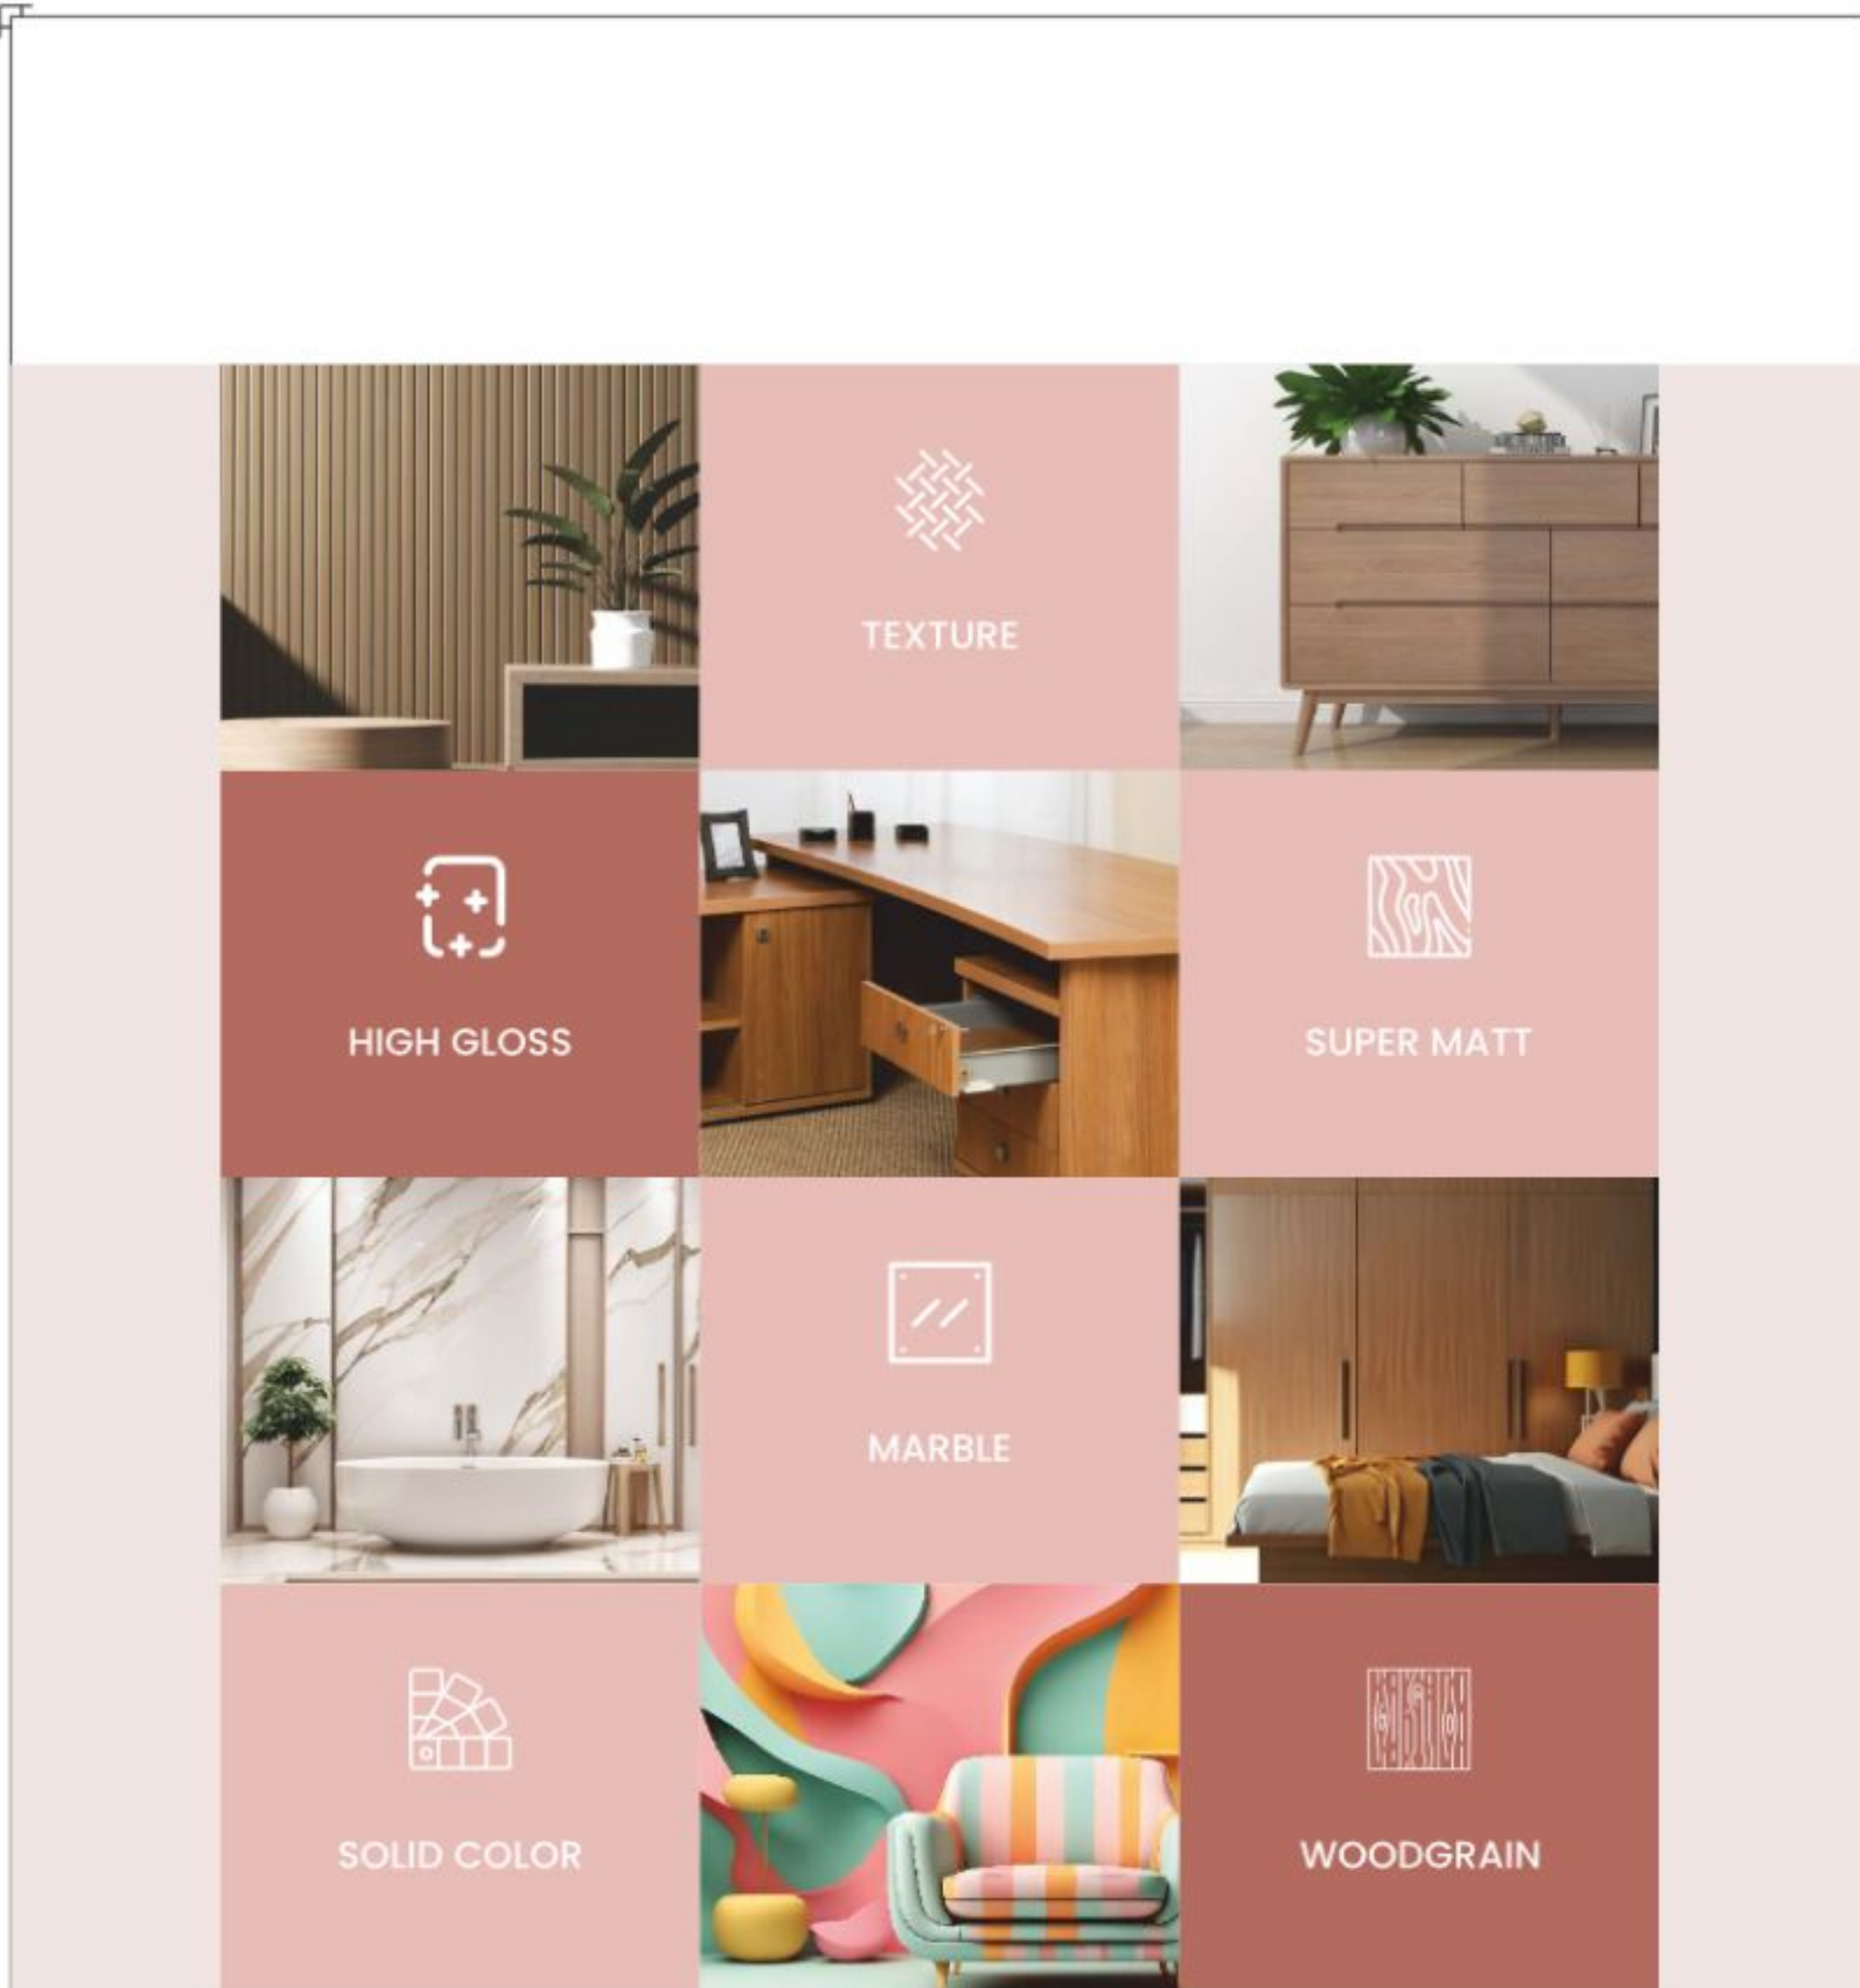 TEXTURE
HIGH GLOSS
SUPER MATT
MARBLE
SOLID COLOR
WOODGRAIN